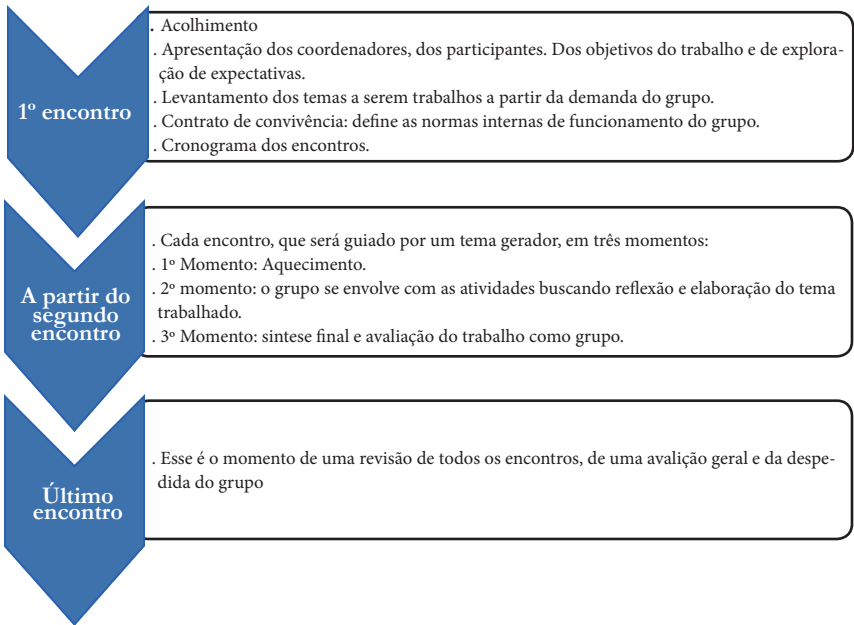 1º encontro
. Acolhimento
. Apresentação dos coordenadores, dos participantes. Dos objetivos do trabalho e de explora-
ção de expectativas.
. Levantamento dos temas a serem trabalhos a partir da demanda do grupo.
. Contrato de convivência: define as normas internas de funcionamento do grupo.
. Cronograma dos encontros.
A partir do
segundo
encontro
. Cada encontro, que será guiado por um tema gerador, em três momentos:
. 1º Momento: Aquecimento.
. 2º momento: o grupo se envolve com as atividades buscando reflexão e elaboração do tema
trabalhado.
. 3º Momento: sintese final e avaliação do trabalho como grupo.
Último
encontro
. Esse é o momento de uma revisão de todos os encontros, de uma avalição geral e da despe-
dida do grupo